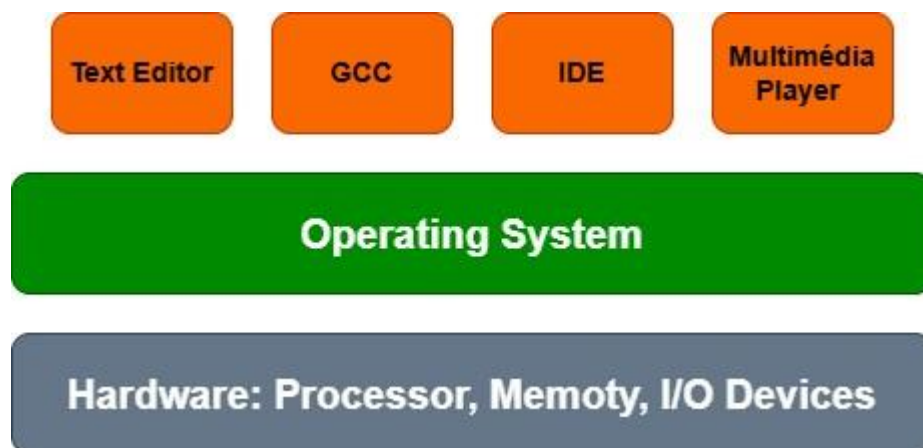 Text Editor
GCC
IDE
Multimédia
Player
Operating System
Hardware: Processor, Memoty, I/O Devices